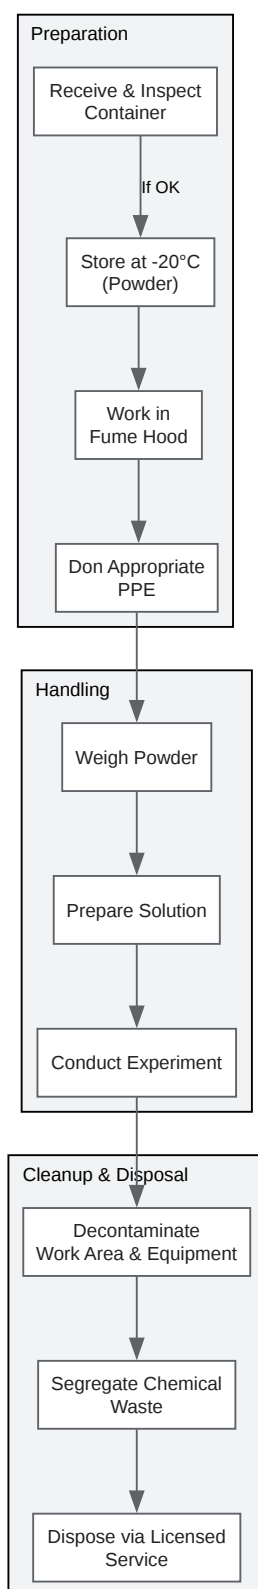 Preparation
Receive & Inspect
Container
If OK
Store at -20°C
(Powder)
Work in
Fume Hood
Don Appropriate
PPE
Handling
Weigh Powder
Prepare Solution
Conduct Experiment
Cleanup & Disposal
Decontaminate
Work Area & Equipment
Segregate Chemical
Waste
Dispose via Licensed
Service